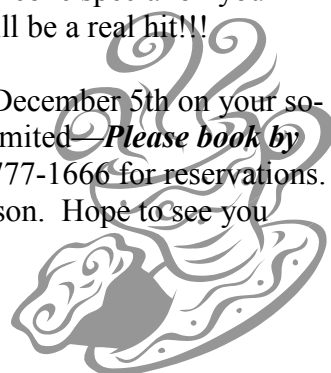 special
ll be a real hit!!!
December 5th on your so-
mited—Please book by
777-1666 for reservations.
son.  Hope to see you